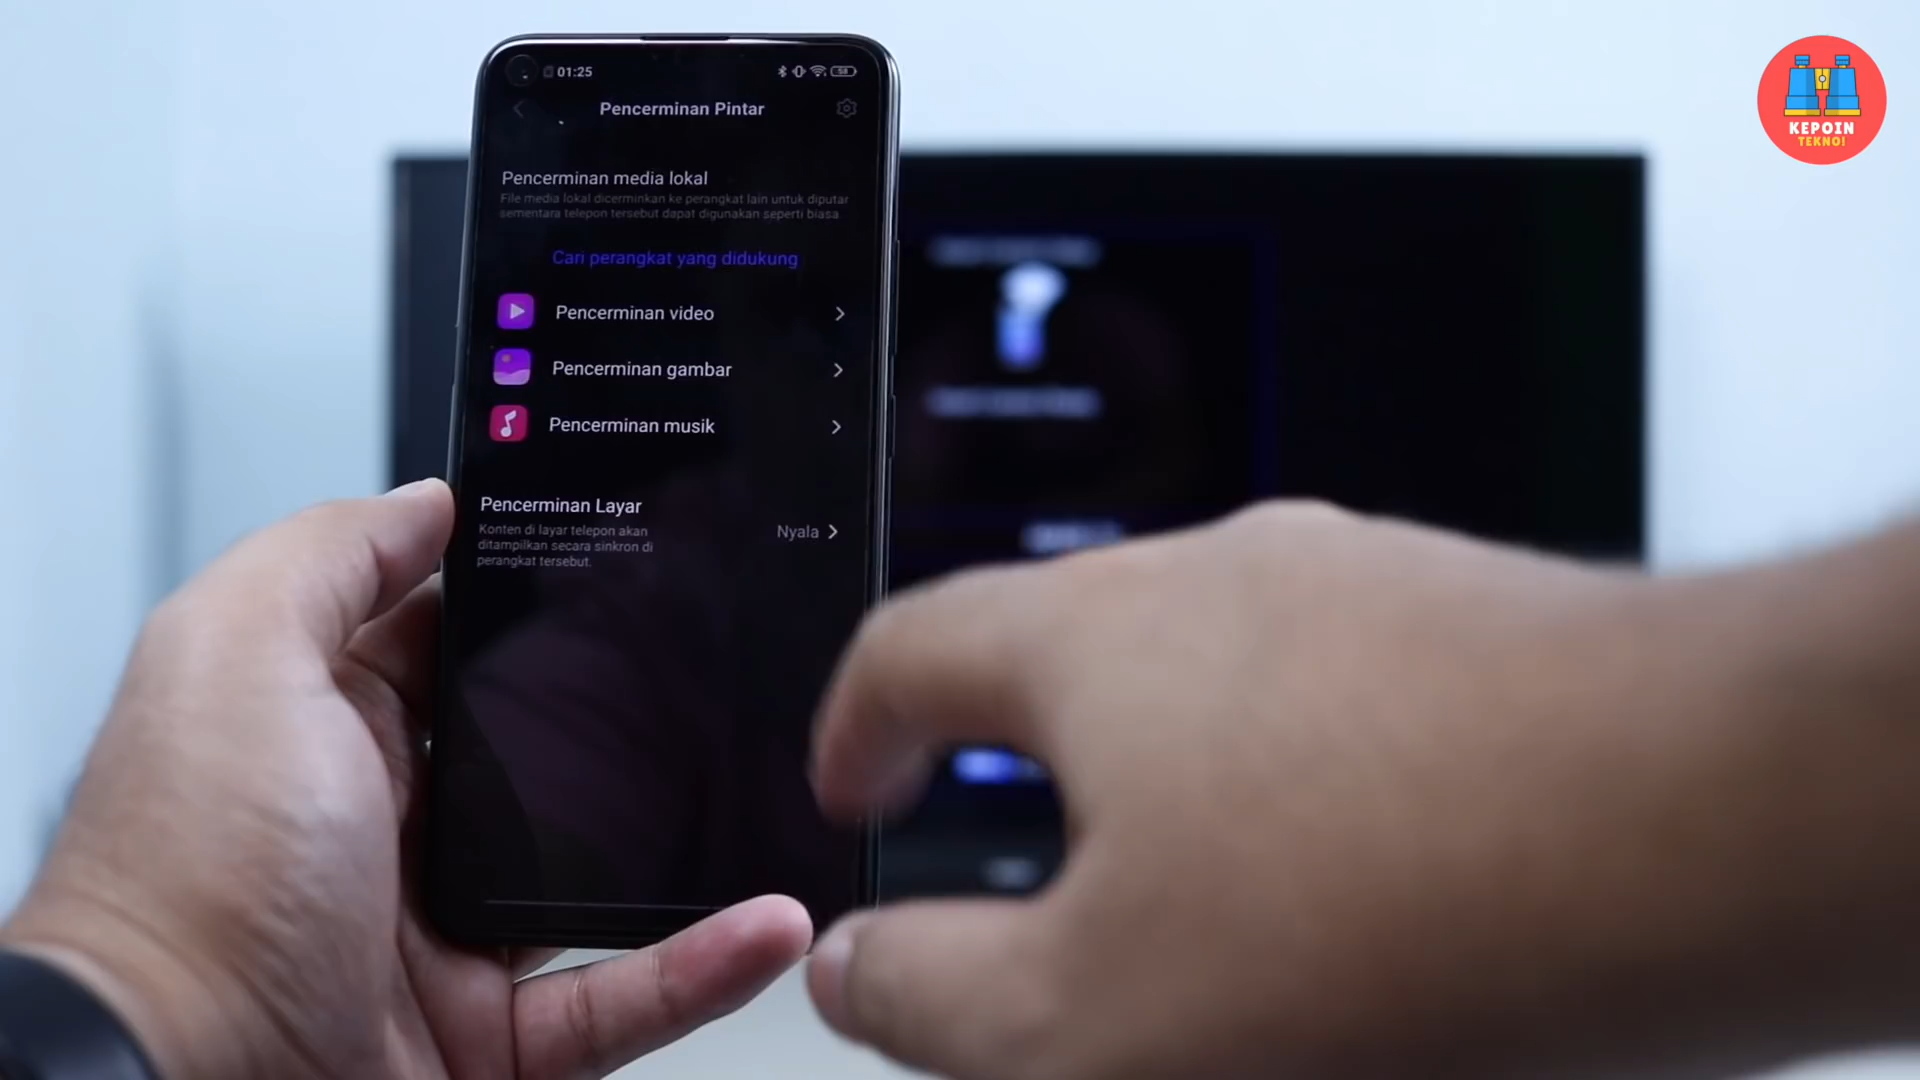 01:25
58
Pencerminan Pintar
KEPOIN
TEKNO!
Pencerminan media lokal
File media lokal dicerminkan ke perangkat lain untuk diputar
sementara telepon tersebut dapat digunakan seperti biasa
Cari perangkat yang didukung
Pencerminan video
Pencerminan gambar
Pencerminan musik
Pencerminan Layar
Konten di layar telepon akan
ditampilkan secara sinkron di
perangkat tersebut.
Nyala